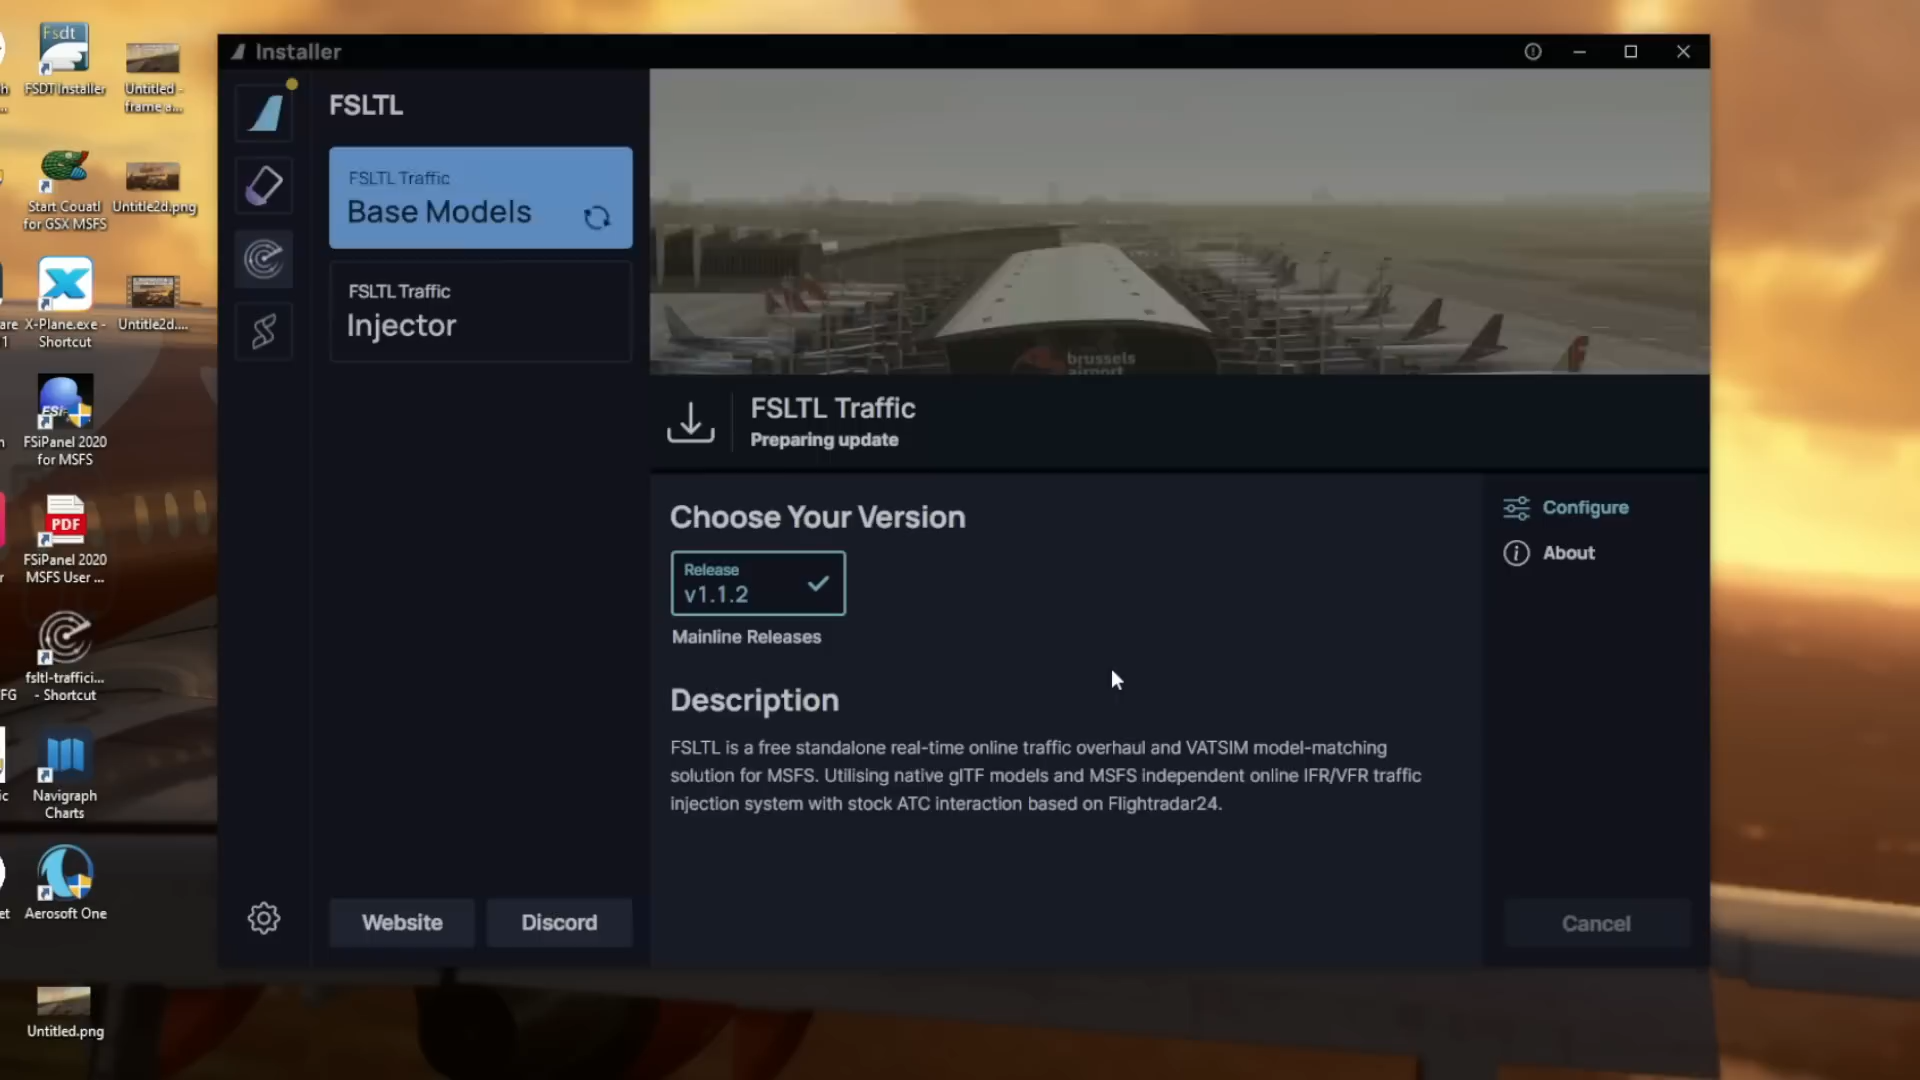 Installer
FSLTL
FSLTL Traffic
Base Models
FSLTL Traffic
Injector
Website
Discord
brussels
airport
FSLTL Traffic
Preparing update
Choose Your Version
Release
v1.1.2
Mainline Releases
Description
FSLTL is a free standalone real-time online traffic overhaul and VATSIM model-matching
solution for MSFS. Utilising native glTF models and MSFS independent online IFR/VFR traffic
injection system with stock ATC interaction based on Flightradar24.
Configure
About
Cancel
Fsdt
FSDT Installer
Untitled -
frame a...
Start Couatl
for GSX MSFS
Untitle2d.png
X-Plane.exe -
Shortcut
Untitle2d....
FSiPanel 2020
for MSFS
PDF
FSiPanel 2020
MSFS User ...
fsltl-traffici...
- Shortcut
Navigraph
Charts
Aerosoft One
Untitled.png